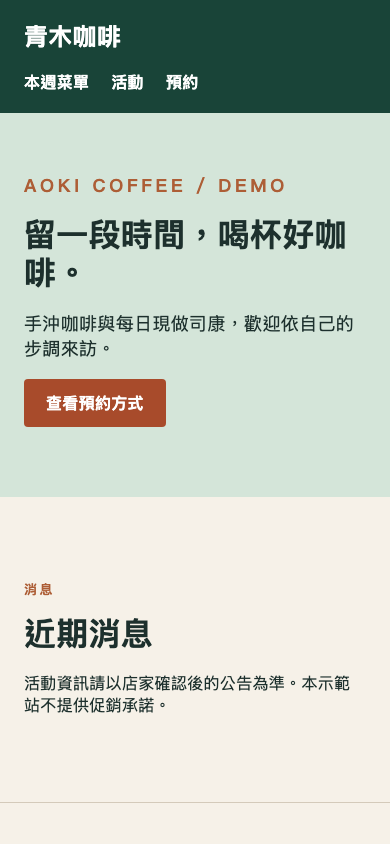 青木咖啡
本週菜單 活動 預約
AOKI COFFEE / DEMO
留一段時間，喝杯好咖
啡。
手沖咖啡與每日現做司康，歡迎依自己的
步調來訪。
查看預約方式
消息
近期消息
活動資訊請以店家確認後的公告為準。本示範
站不提供促銷承諾。